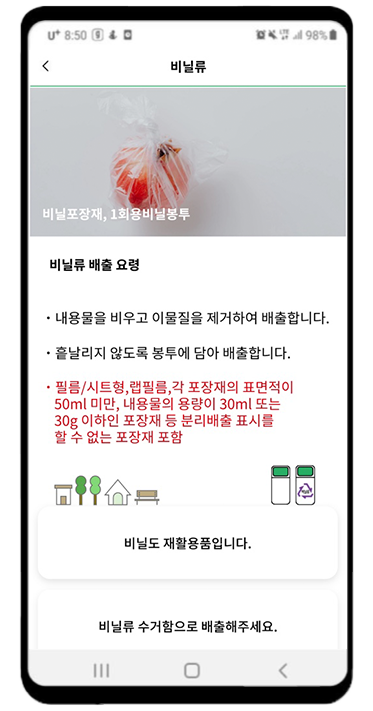 U+ 8:50
LTE 98%
비닐류
비닐포장재, 1회용비닐봉투
비닐류 배출 요령
· 내용물을 비우고 이물질을 제거하여 배출합니다.
· 흩날리지 않도록 봉투에 담아 배출합니다.
· 필름/시트형,랩필름,각 포장재의 표면적이
50ml 미만, 내용물의 용량이 30ml 또는
30g 이하인 포장재 등 분리배출 표시를
할 수 없는 포장재 포함
비닐도 재활용품입니다.
비닐류 수거함으로 배출해주세요.